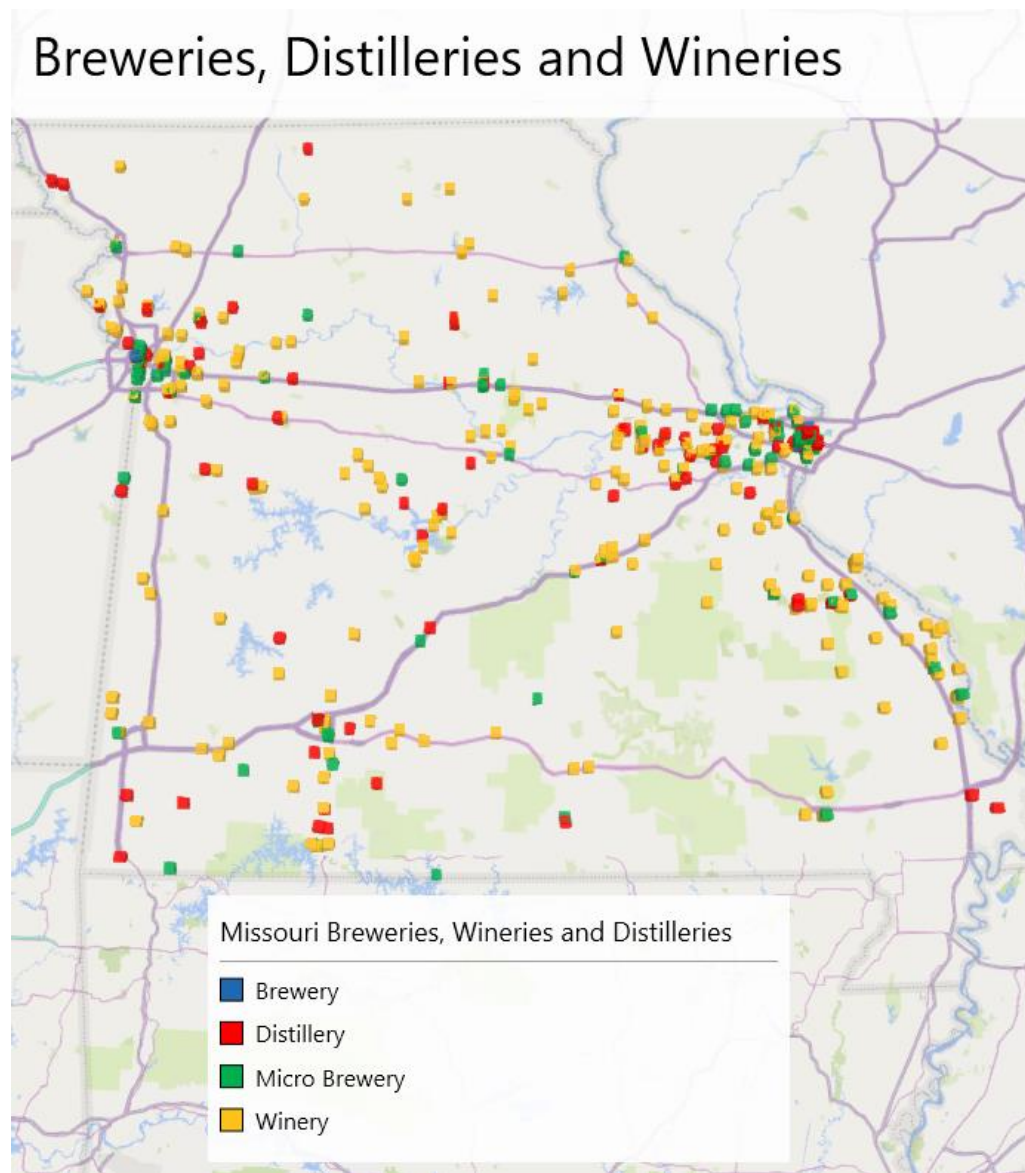 Breweries, Distilleries and Wineries
Missouri Breweries, Wineries and Distilleries
Brewery
Distillery
Micro Brewery
Winery